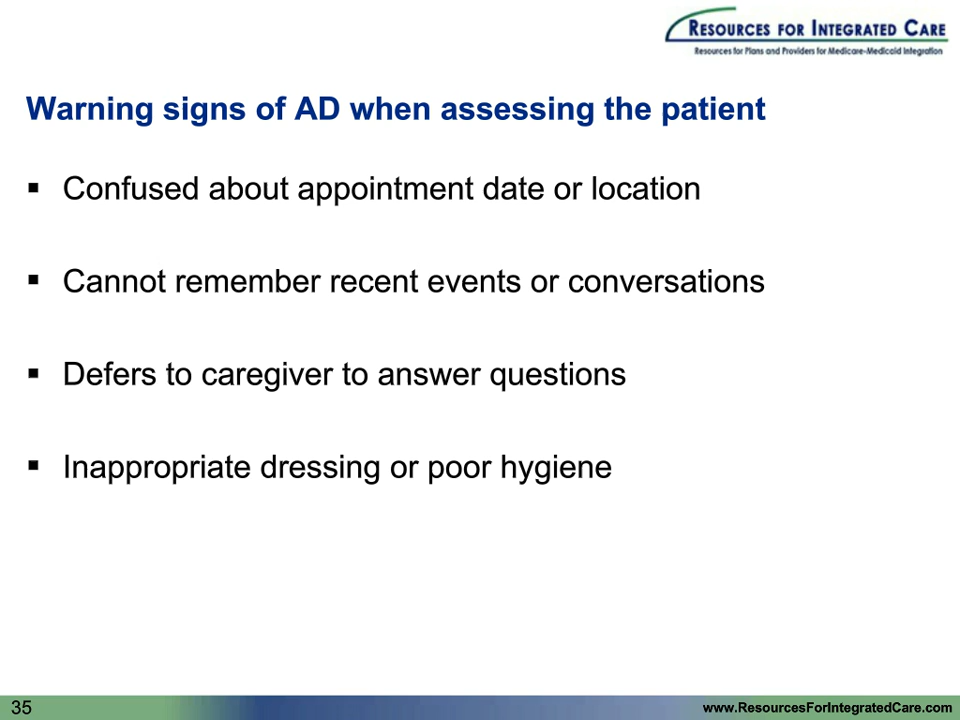 RESOURCES FOR INTEGRATED CARE
Resources for Plans and Providers for Medicare-Medicaid Integration
Warning signs of AD when assessing the patient
▪ Confused about appointment date or location
▪ Cannot remember recent events or conversations
▪ Defers to caregiver to answer questions
▪ Inappropriate dressing or poor hygiene
35
www.ResourcesForIntegratedCare.com